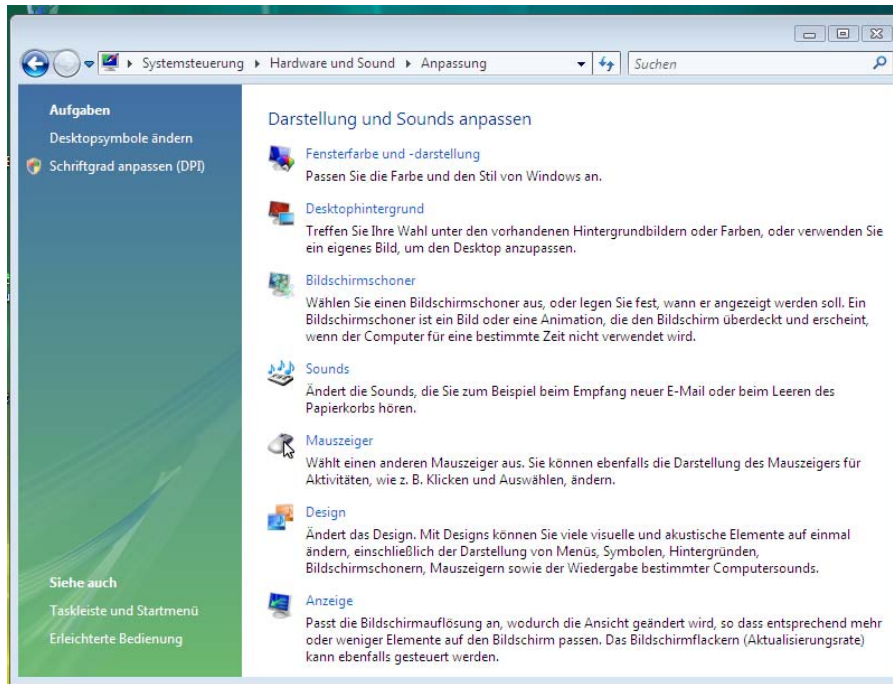 Systemsteuerung ▸ Hardware und Sound ▸ Anpassung
Suchen
Aufgaben
Desktopsymbole ändern
Schriftgrad anpassen (DPI)
Siehe auch
Taskleiste und Startmenü
Erleichterte Bedienung
Darstellung und Sounds anpassen
Fensterfarbe und -darstellung
Passen Sie die Farbe und den Stil von Windows an.
Desktophintergrund
Treffen Sie Ihre Wahl unter den vorhandenen Hintergrundbildern oder Farben, oder verwenden Sie
ein eigenes Bild, um den Desktop anzupassen.
Bildschirmschoner
Wählen Sie einen Bildschirmschoner aus, oder legen Sie fest, wann er angezeigt werden soll. Ein
Bildschirmschoner ist ein Bild oder eine Animation, die den Bildschirm überdeckt und erscheint,
wenn der Computer für eine bestimmte Zeit nicht verwendet wird.
Sounds
Ändert die Sounds, die Sie zum Beispiel beim Empfang neuer E-Mail oder beim Leeren des
Papierkorbs hören.
Mauszeiger
Wählt einen anderen Mauszeiger aus. Sie können ebenfalls die Darstellung des Mauszeigers für
Aktivitäten, wie z. B. Klicken und Auswählen, ändern.
Design
Ändert das Design. Mit Designs können Sie viele visuelle und akustische Elemente auf einmal
ändern, einschließlich der Darstellung von Menüs, Symbolen, Hintergründen,
Bildschirmschonern, Mauszeigern sowie der Wiedergabe bestimmter Computersounds.
Anzeige
Passt die Bildschirmauflösung an, wodurch die Ansicht geändert wird, so dass entsprechend mehr
oder weniger Elemente auf den Bildschirm passen. Das Bildschirmflackern (Aktualisierungsrate)
kann ebenfalls gesteuert werden.